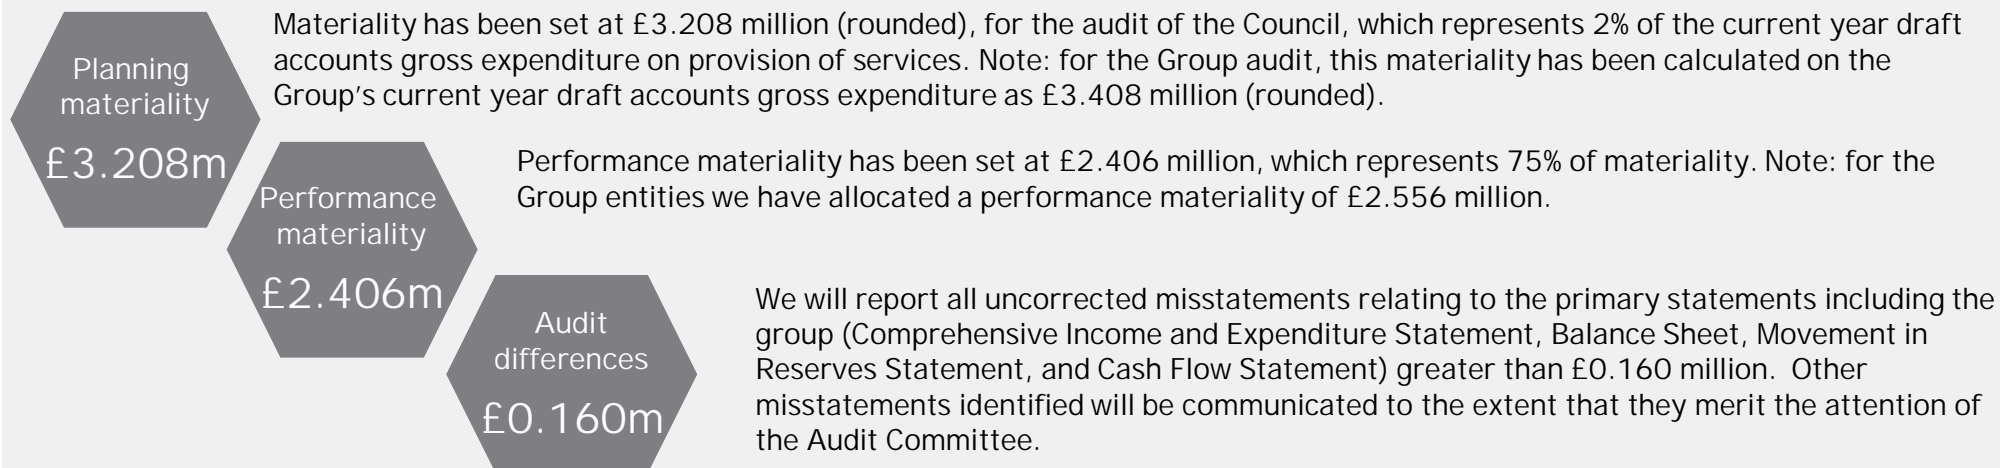 Planning
materiality
£3.208m
Materiality has been set at £3.208 million (rounded), for the audit of the Council, which represents 2% of the current year draft
accounts gross expenditure on provision of services. Note: for the Group audit, this materiality has been calculated on the
Group's current year draft accounts gross expenditure as £3.408 million (rounded).
Performance
materiality
£2.406m
Performance materiality has been set at £2.406 million, which represents 75% of materiality. Note: for the
Group entities we have allocated a performance materiality of £2.556 million.
Audit
differences
£0.160m
We will report all uncorrected misstatements relating to the primary statements including the
group (Comprehensive Income and Expenditure Statement, Balance Sheet, Movement in
Reserves Statement, and Cash Flow Statement) greater than £0.160 million.  Other
misstatements identified will be communicated to the extent that they merit the attention of
the Audit Committee.